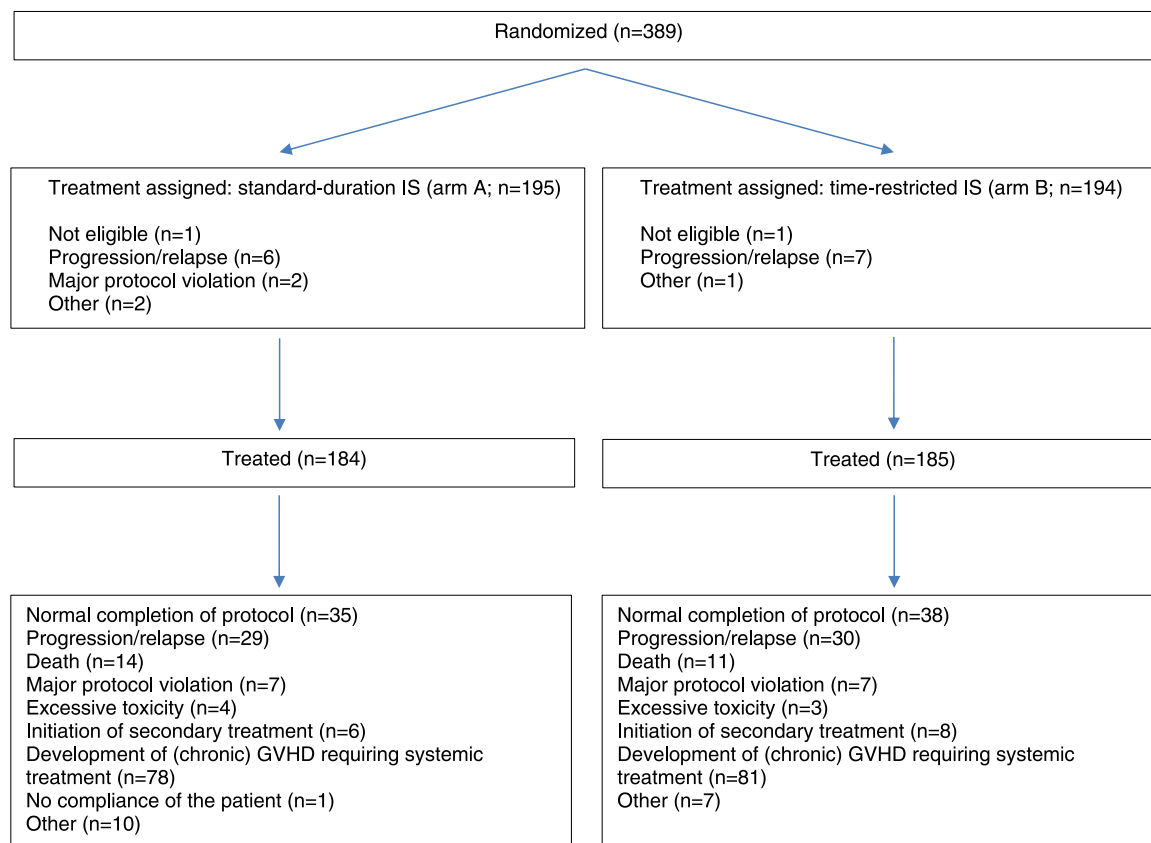 Randomized (n=389)
Treatment assigned: standard-duration IS (arm A; n=195)
Not eligible (n=1)
Progression/relapse (n=6)
Major protocol violation (n=2)
Other (n=2)
Treatment assigned: time-restricted IS (arm B; n=194)
Not eligible (n=1)
Progression/relapse (n=7)
Other (n=1)
Treated (n=184)
Treated (n=185)
Normal completion of protocol (n=35)
Progression/relapse (n=29)
Death (n=14)
Major protocol violation (n=7)
Excessive toxicity (n=4)
Initiation of secondary treatment (n=6)
Development of (chronic) GVHD requiring systemic
treatment (n=78)
No compliance of the patient (n=1)
Other (n=10)
Normal completion of protocol (n=38)
Progression/relapse (n=30)
Death (n=11)
Major protocol violation (n=7)
Excessive toxicity (n=3)
Initiation of secondary treatment (n=8)
Development of (chronic) GVHD requiring systemic
treatment (n=81)
Other (n=7)